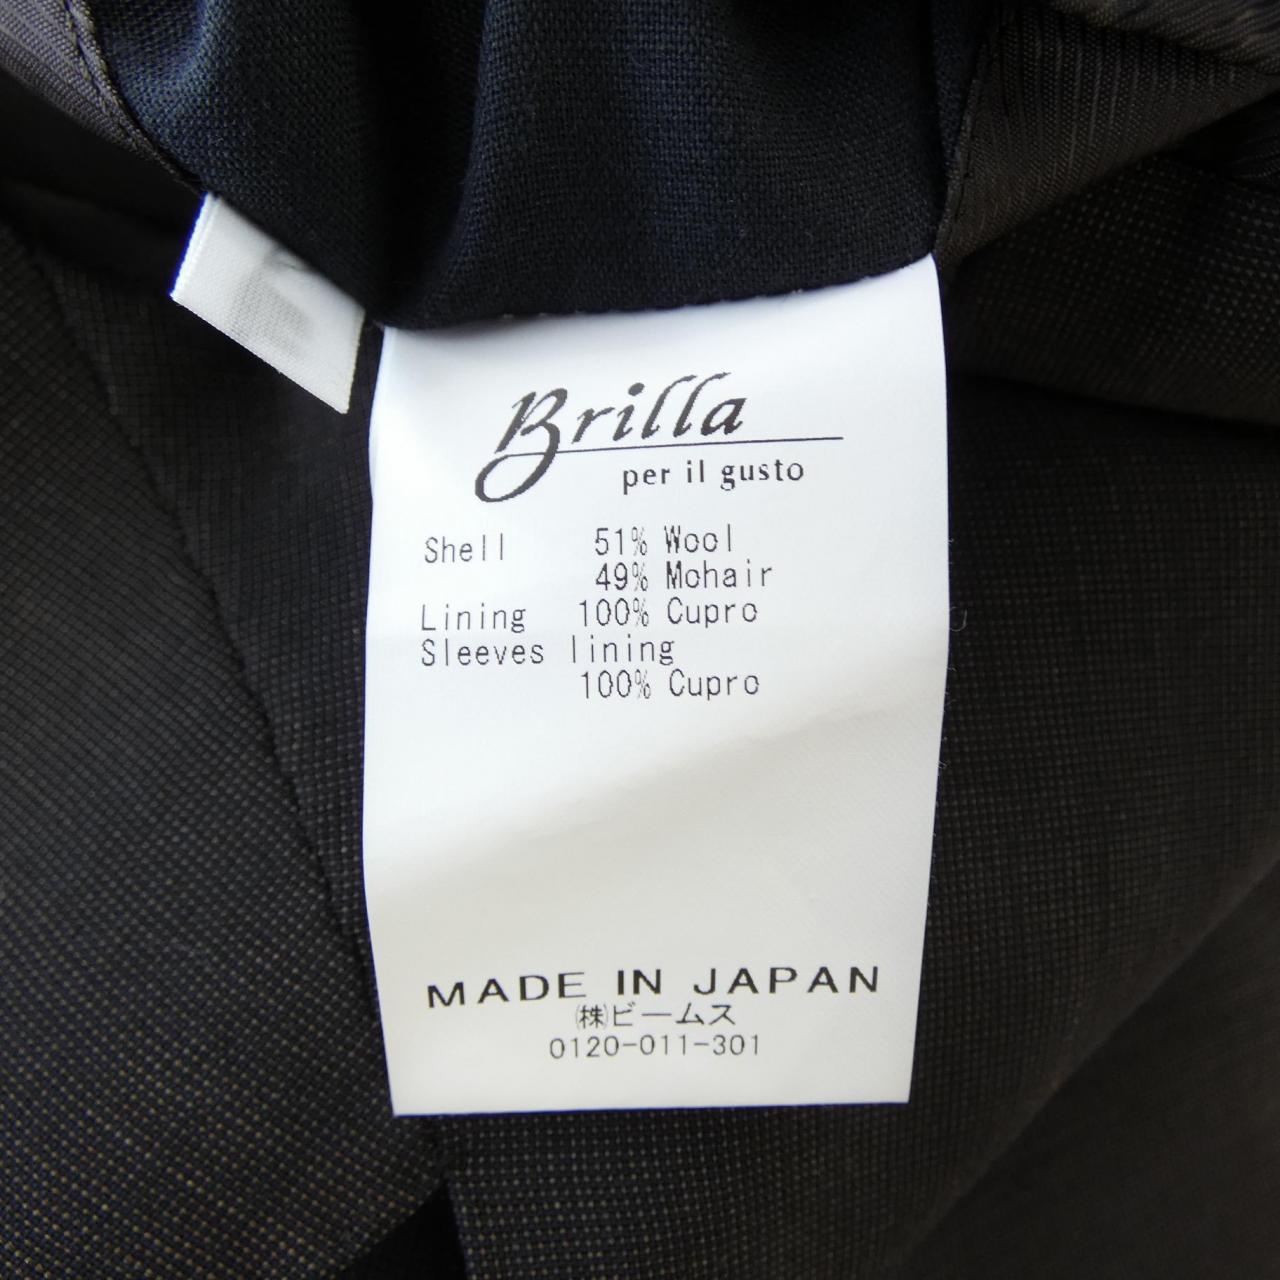 Brilla
per il gusto
Shell 51% Wool
49% Mohair
Lining 100% Cupro
Sleeves lining
100% Cupro
MADE IN JAPAN
㈱ビームス
0120-011-301